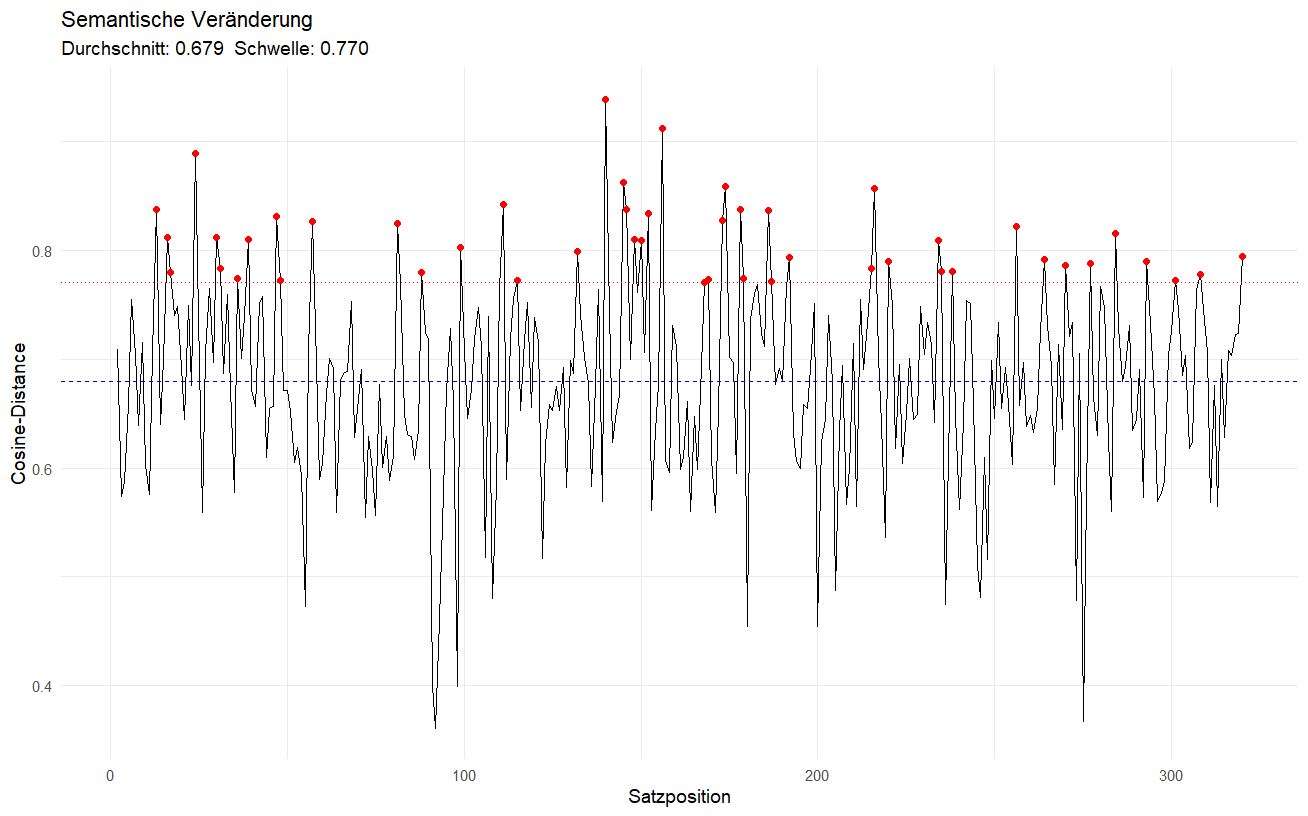 Semantische Veränderung
Durchschnitt: 0.679  Schwelle: 0.770
Cosine-Distance
0.8
0.6
0.4
0
100
200
300
Satzposition